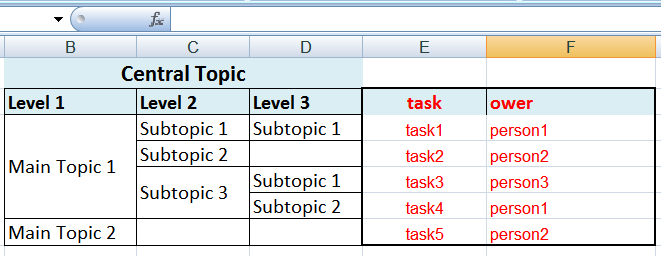 fx
B C D E F
Central Topic
Level 1 Level 2 Level 3 task ower
Main Topic 1 Subtopic 1 Subtopic 1 task1 person1
Subtopic 2 task2 person2
Subtopic 3 Subtopic 1 task3 person3
Subtopic 2 task4 person1
Main Topic 2 task5 person2